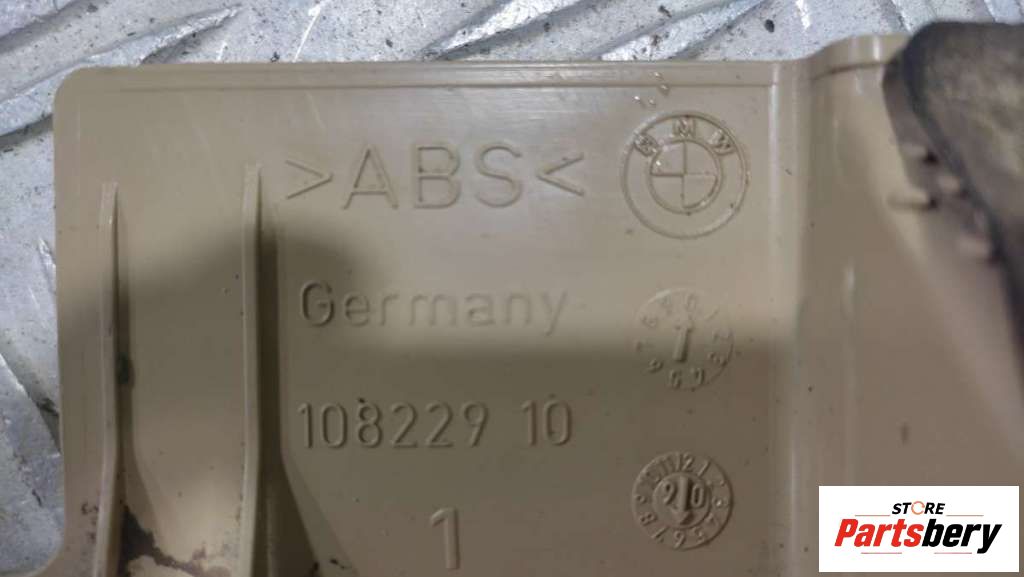 >ABS<
BMW
Germany
108229 10
1
STORE
Partsbery